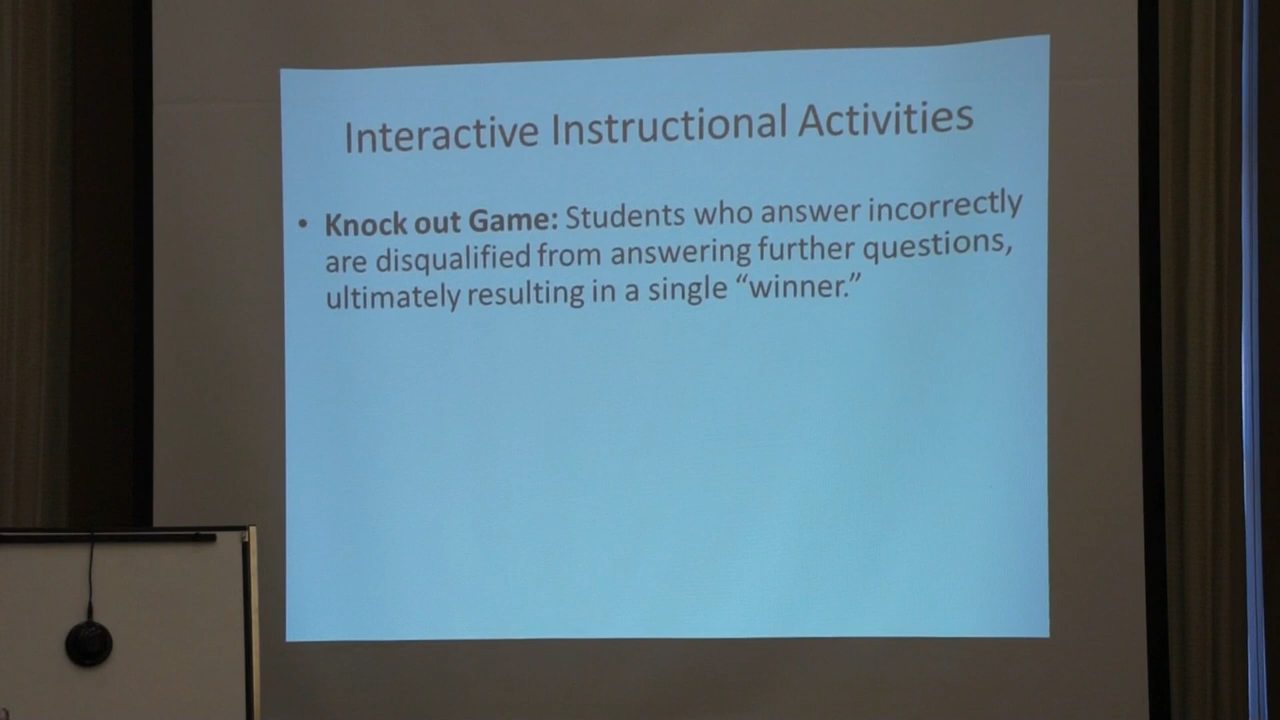 Interactive Instructional Activities
• Knock out Game: Students who answer incorrectly
are disqualified from answering further questions,
ultimately resulting in a single “winner.”